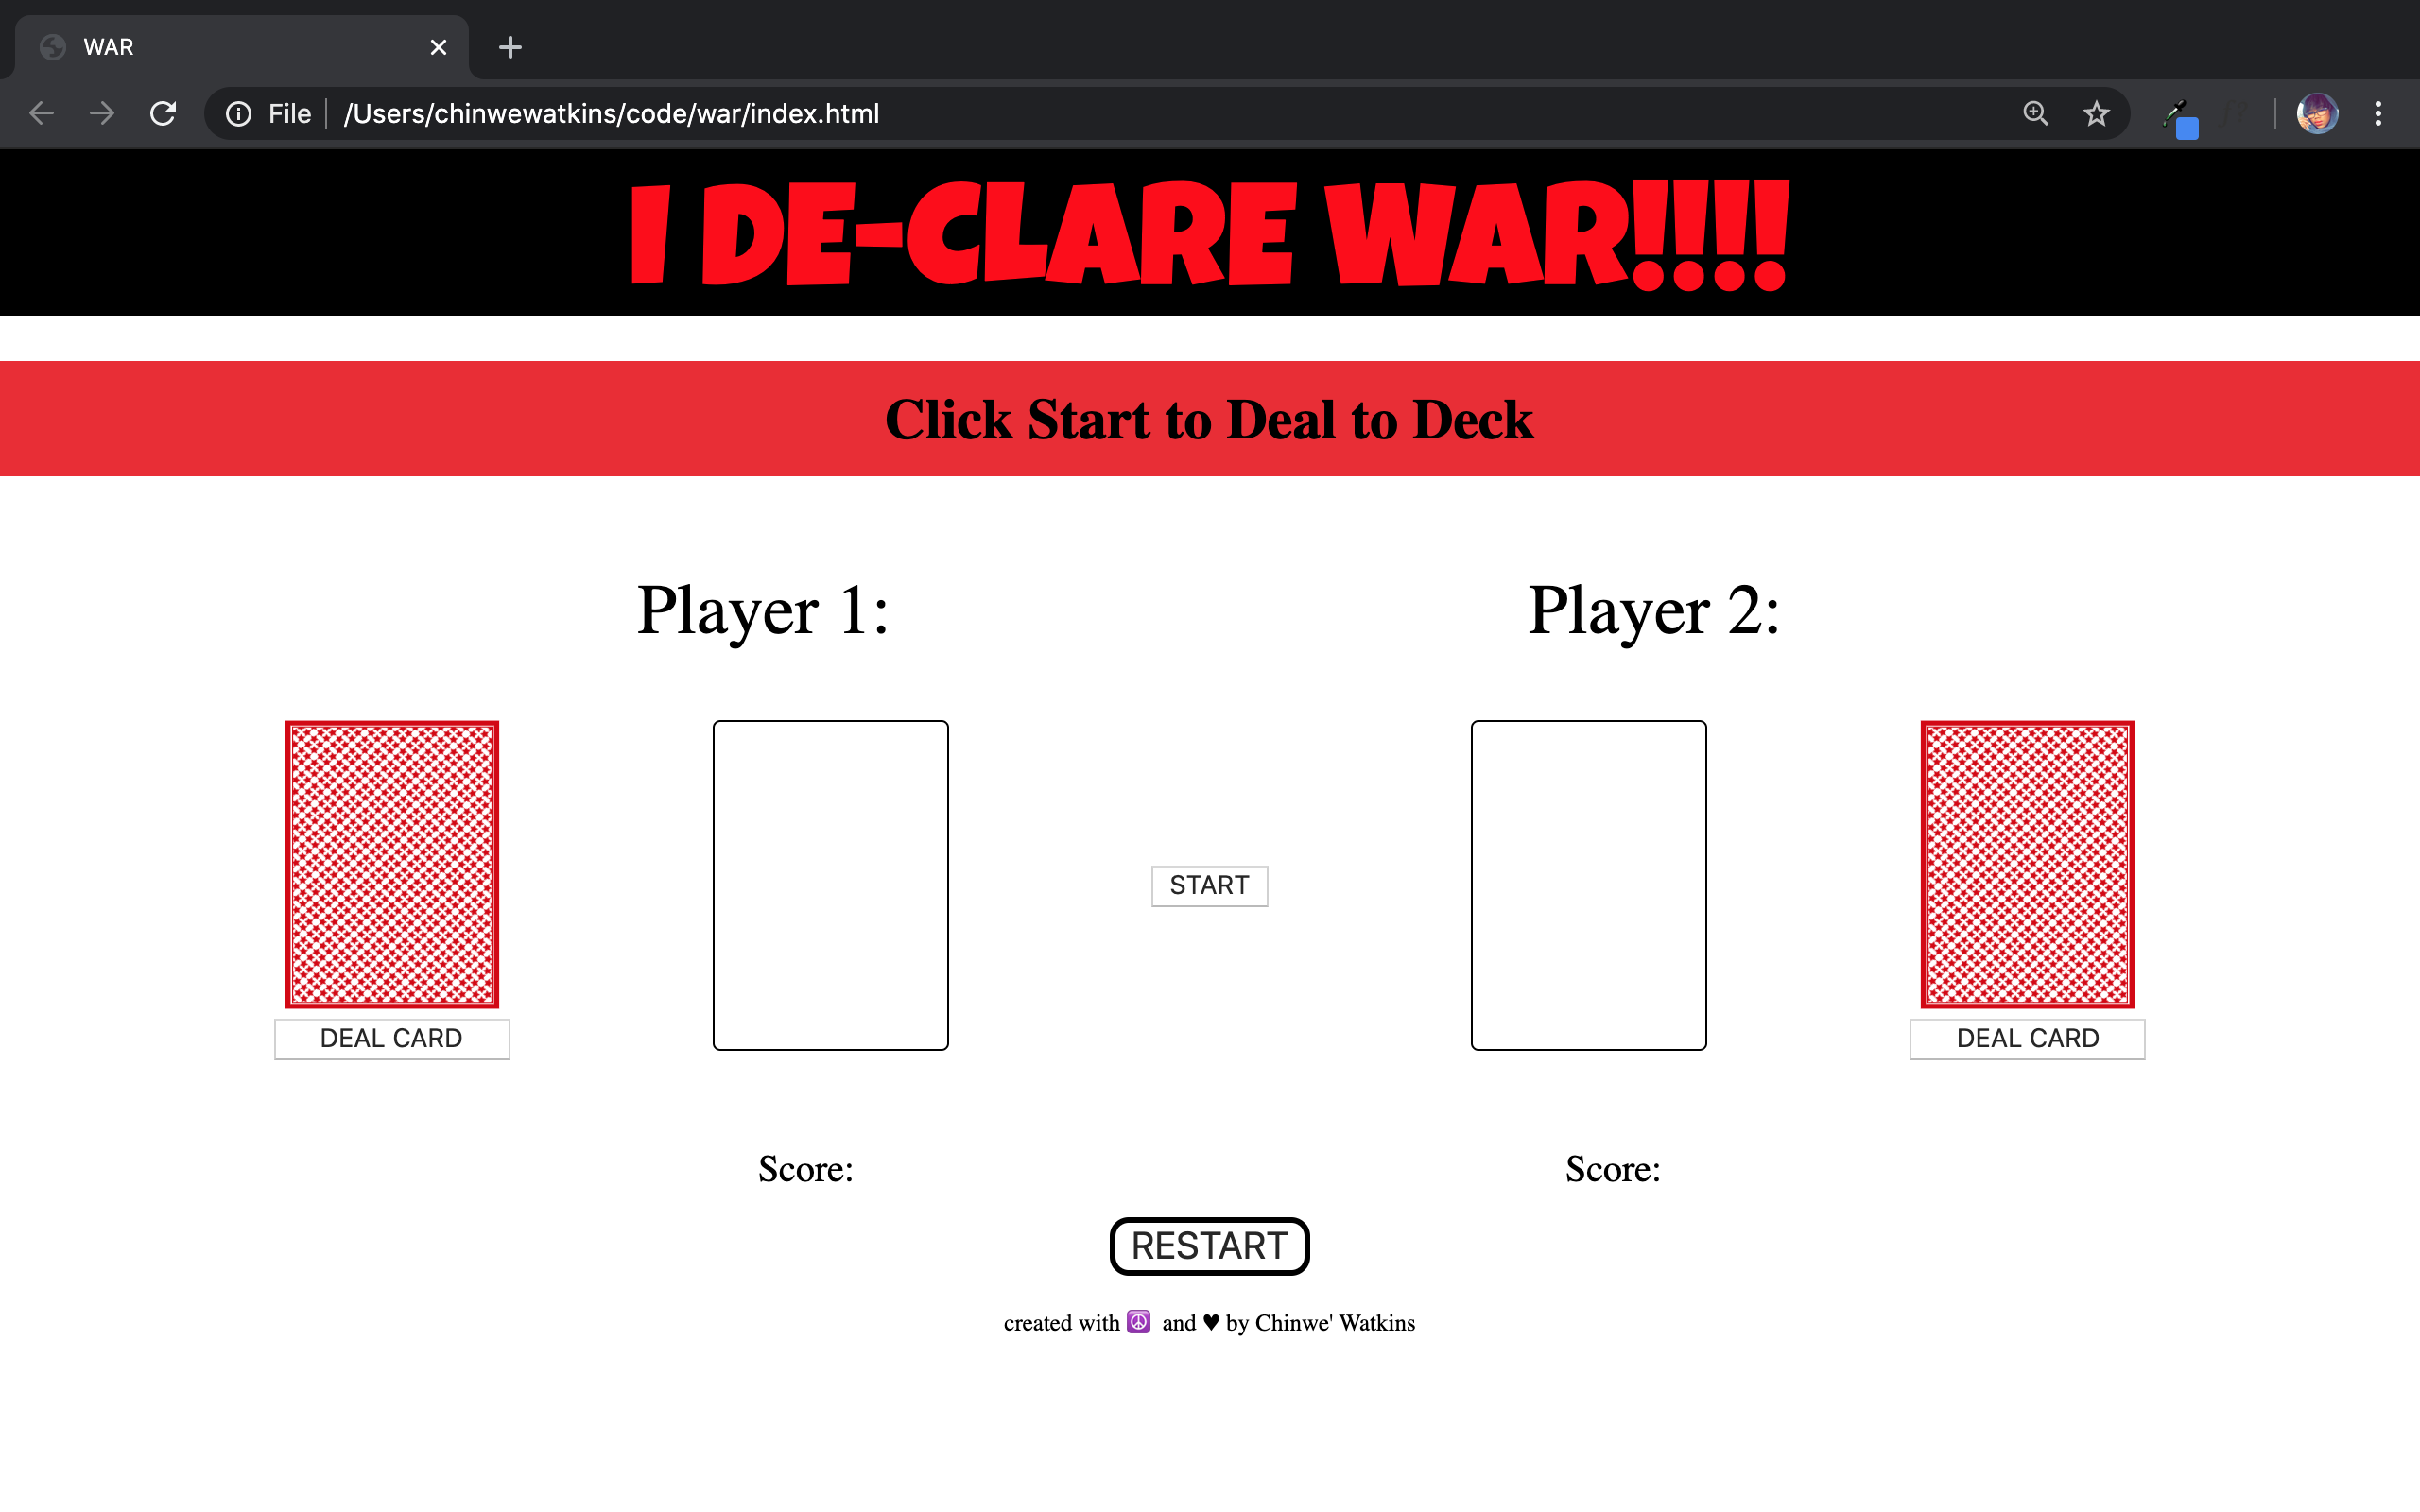 WAR
File /Users/chinwewatkins/code/war/index.html
I DE-CLARE WAR!!!!
Click Start to Deal to Deck
Player 1: Player 2:
START
DEAL CARD DEAL CARD
Score: Score:
RESTART
created with ☮️ and ♥ by Chinwe' Watkins